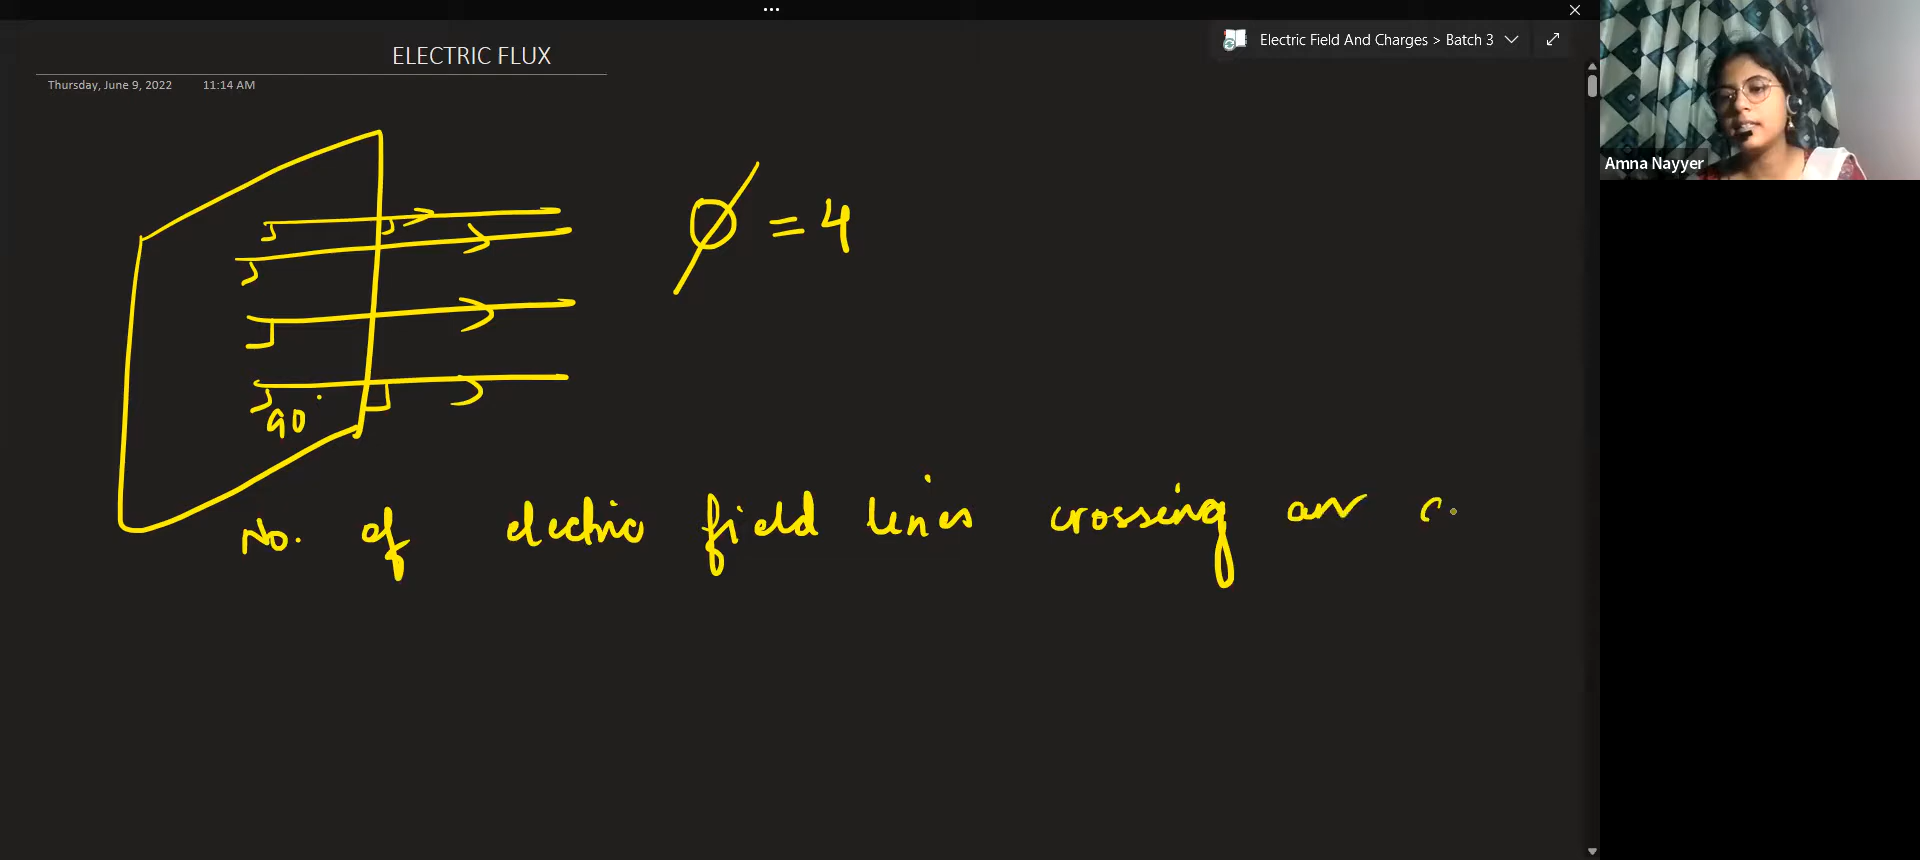 Electric Field And Charges > Batch 3
ELECTRIC FLUX
Thursday, June 9, 2022 11:14 AM
Amna Nayyer
Ø = 4
90°
No. of electric field lines crossing an